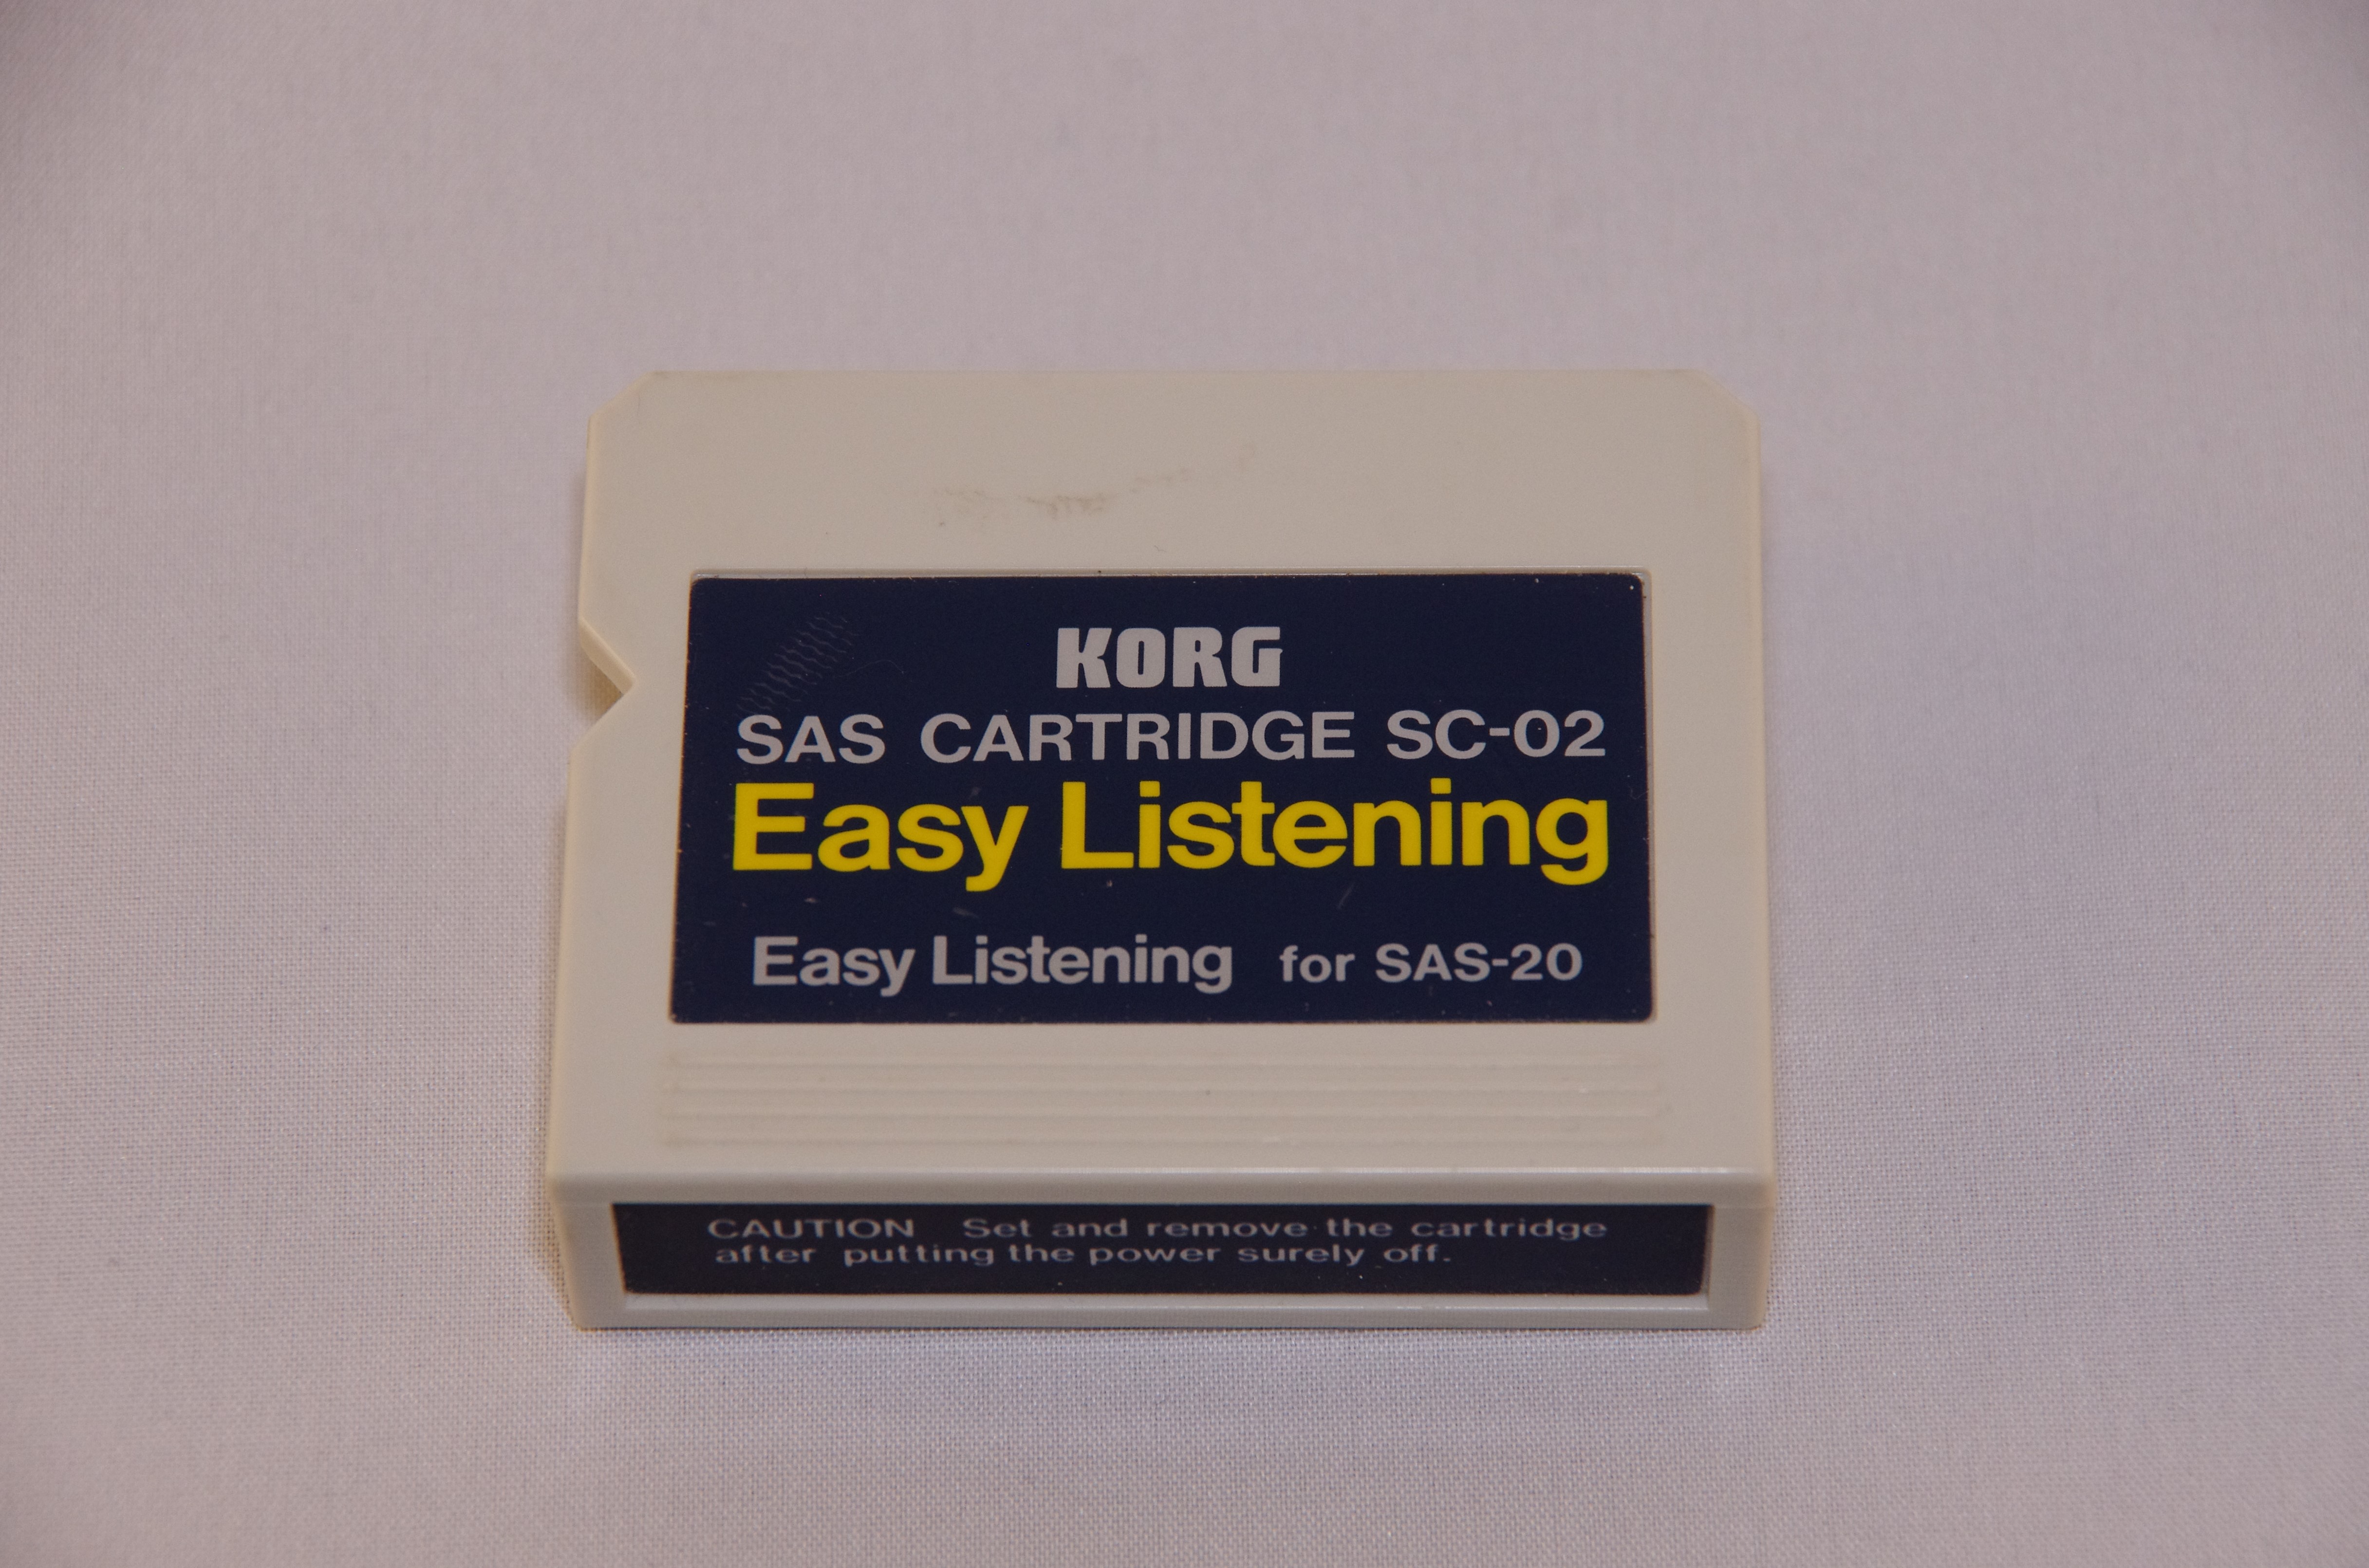 KORG
SAS CARTRIDGE SC-02
Easy Listening
Easy Listening for SAS-20
CAUTION Set and remove the cartridge
after putting the power surely off.